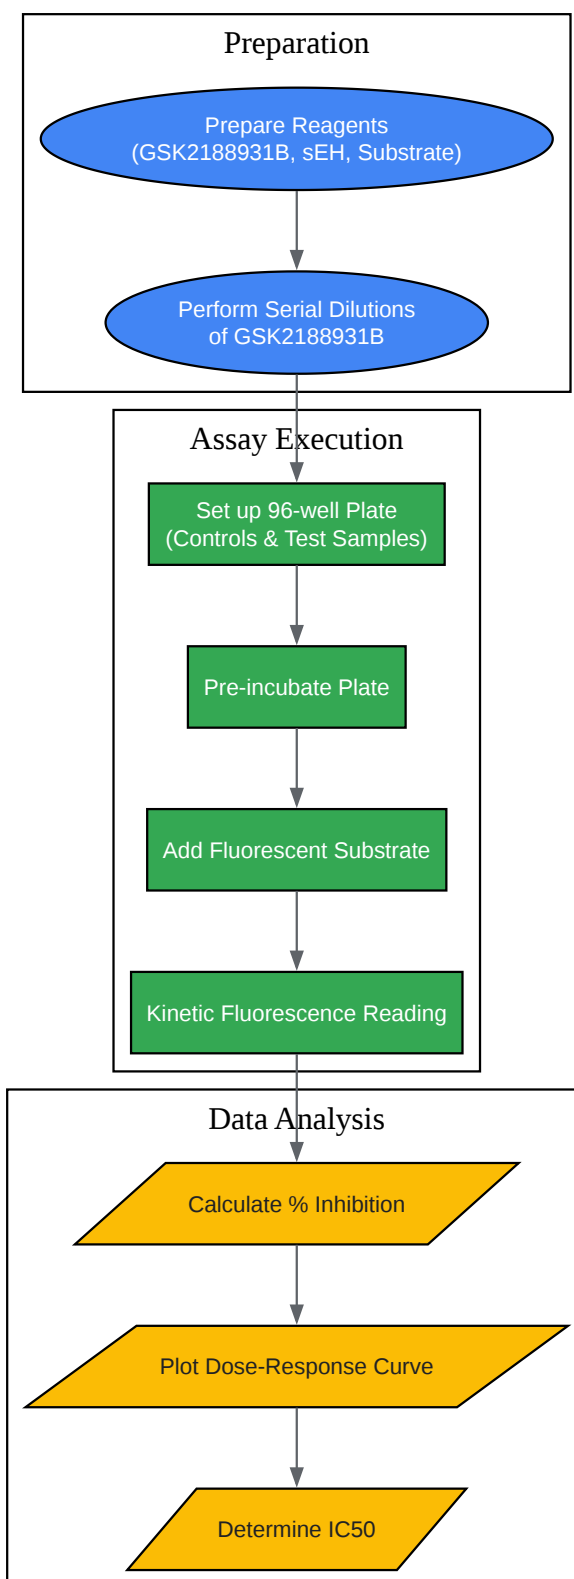 Preparation
Prepare Reagents
(GSK2188931B, sEH, Substrate)
Perform Serial Dilutions
of GSK2188931B
Assay Execution
Set up 96-well Plate
(Controls & Test Samples)
Pre-incubate Plate
Add Fluorescent Substrate
Kinetic Fluorescence Reading
Data Analysis
Calculate % Inhibition
Plot Dose-Response Curve
Determine IC50